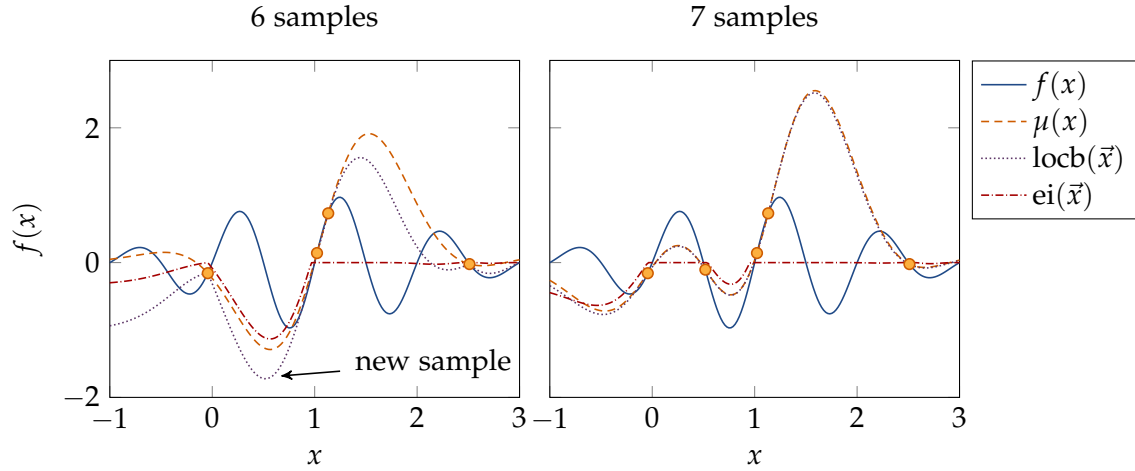 6 samples
7 samples
f(x)
2
0
−2
new sample
−1 0 1 2 3
x
−1 0 1 2 3
x
f(x)
μ(x)
locb(x⃗)
ei(x⃗)